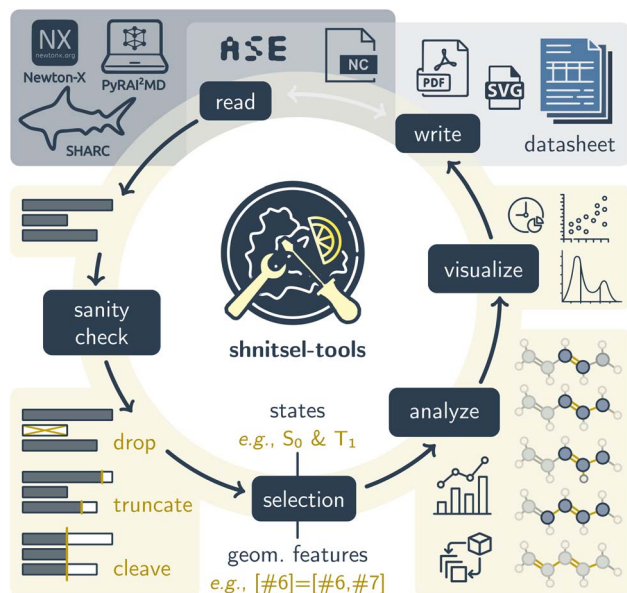 NX
newtonx.org
Newton-X
PyRAI²MD
SHARC
ASE
NC
PDF
SVG
datasheet
read
write
sanity
check
visualize
shnitsel-tools
analyze
drop
truncate
cleave
states
e.g., S₀ & T₁
selection
geom. features
e.g., [#6]=[#6,#7]